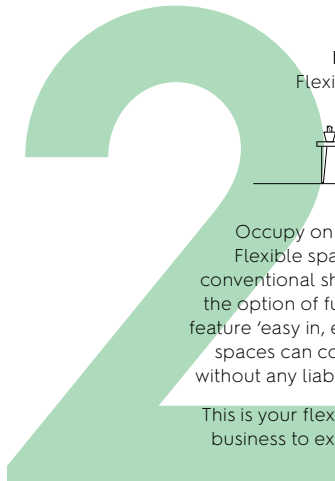 2
Flexi
Occupy on
Flexible spa
conventional sh
the option of fu
feature ‘easy in, e
spaces can co
without any liab
This is your flex
business to ex